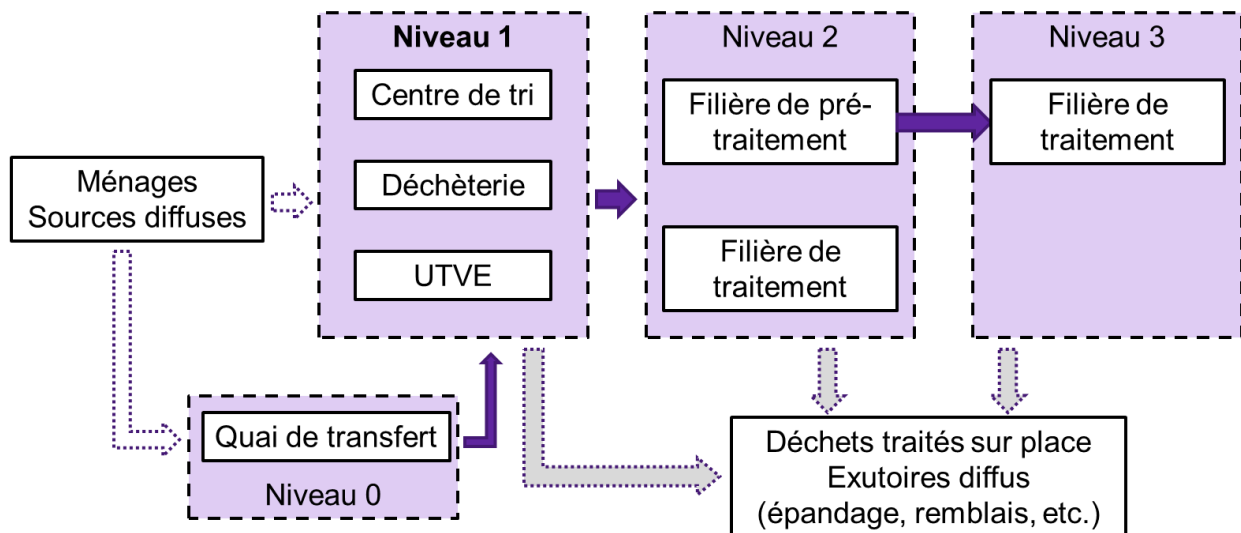 Niveau 1
Centre de tri
Déchèterie
UTVE
Niveau 2
Filière de pré-
traitement
Filière de
traitement
Niveau 3
Filière de
traitement
Ménages
Sources diffuses
Quai de transfert
Niveau 0
Déchets traités sur place
Exutoires diffus
(épandage, remblais, etc.)